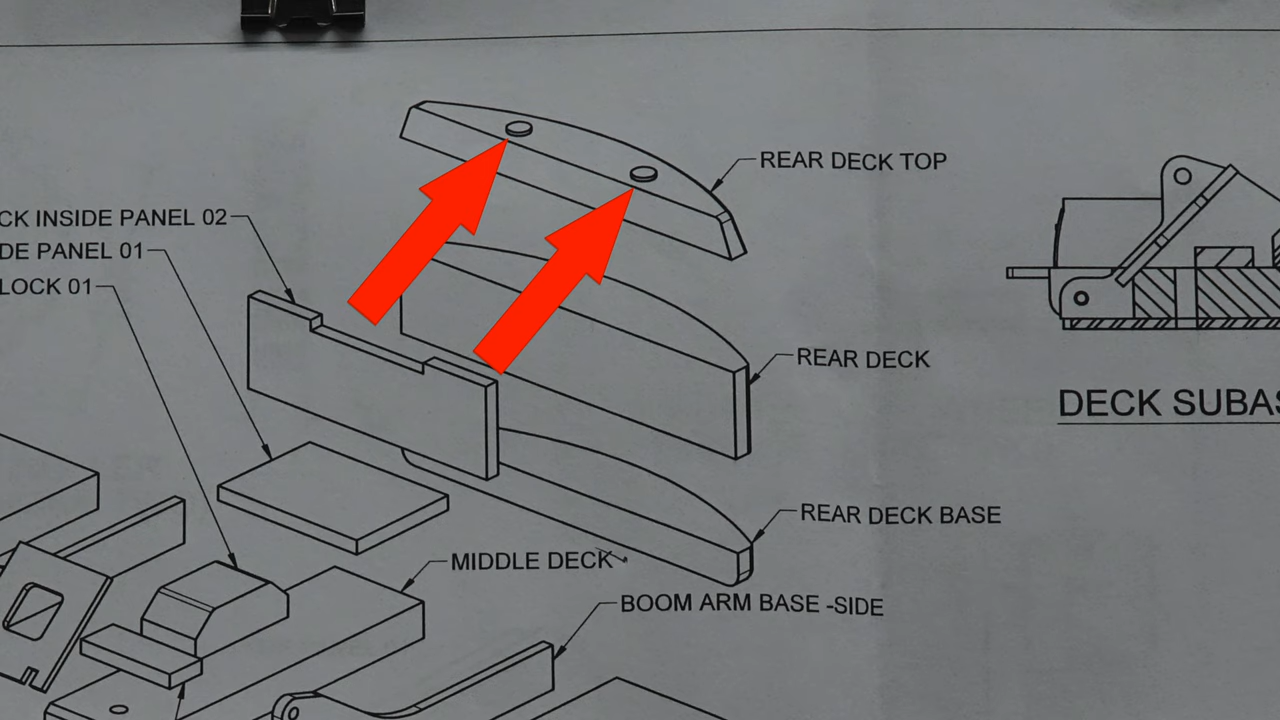 REAR DECK TOP
CK INSIDE PANEL 02
DE PANEL 01
LOCK 01
REAR DECK
DECK SUBAS
REAR DECK BASE
MIDDLE DECK
BOOM ARM BASE -SIDE